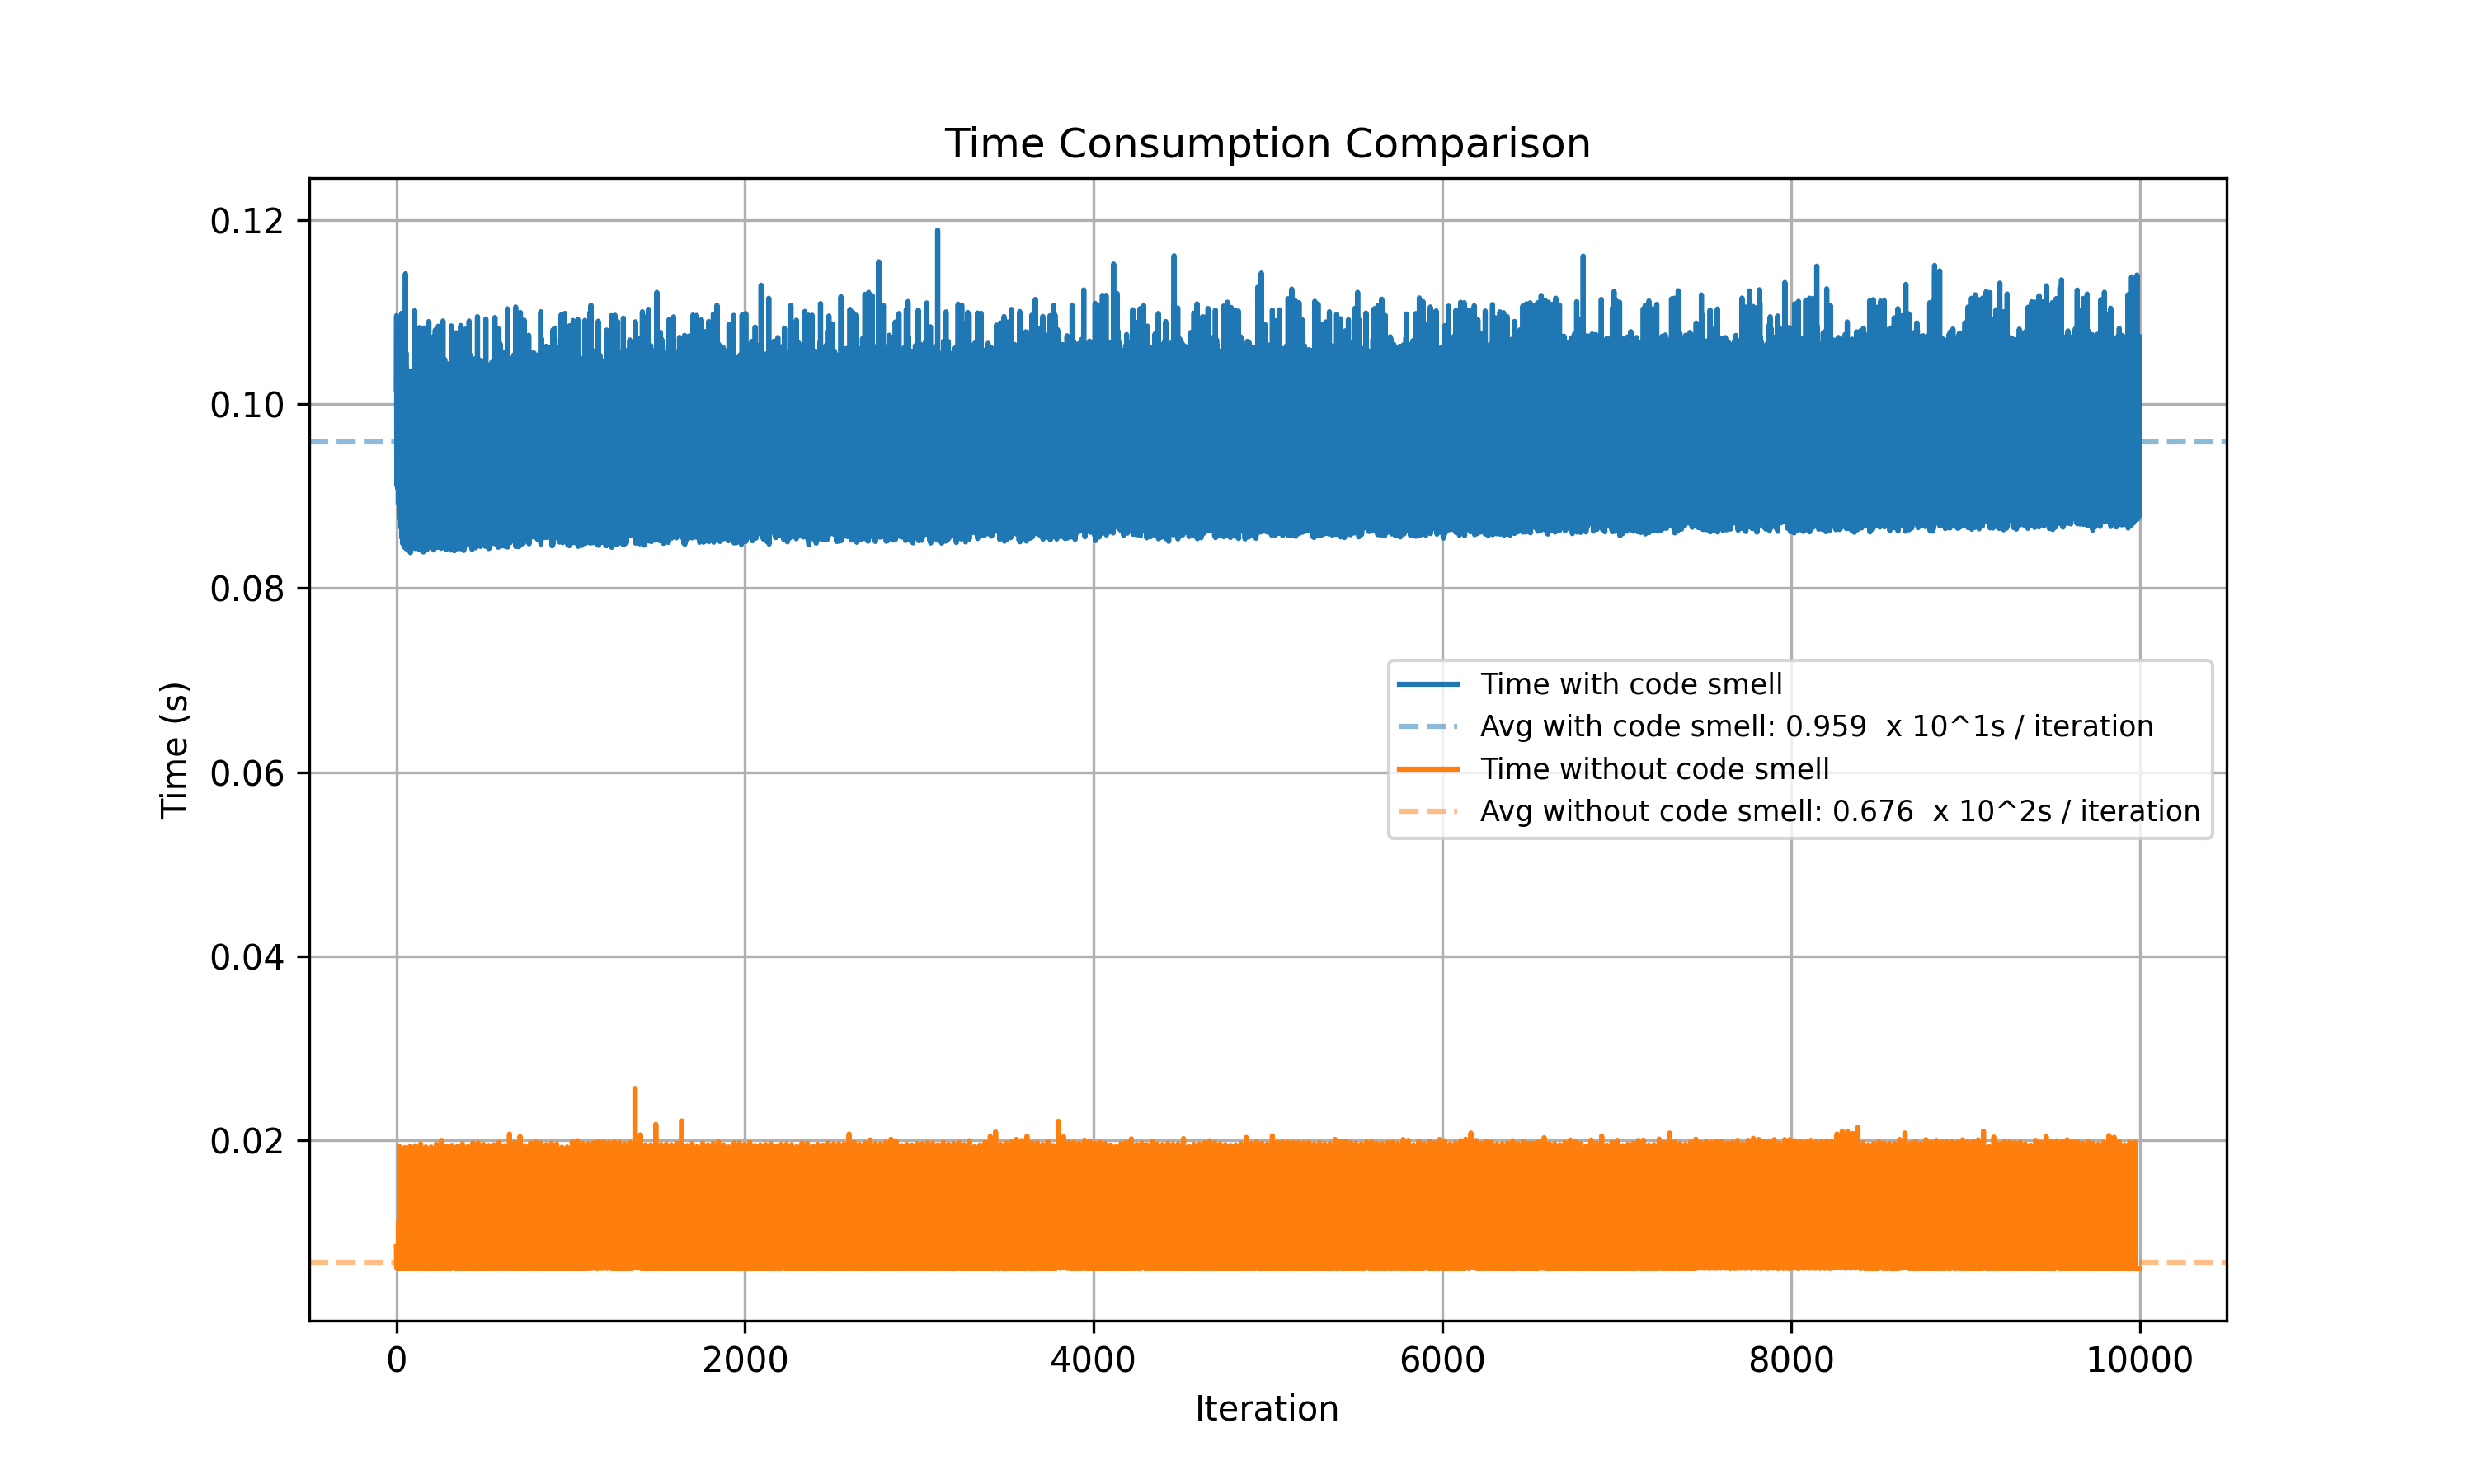 Time Consumption Comparison
0.12
0.10
0.08
0.06
0.04
0.02
Time (s)
Time with code smell
Avg with code smell: 0.959  x 10^1s / iteration
Time without code smell
Avg without code smell: 0.676  x 10^2s / iteration
0 2000 4000 6000 8000 10000
Iteration